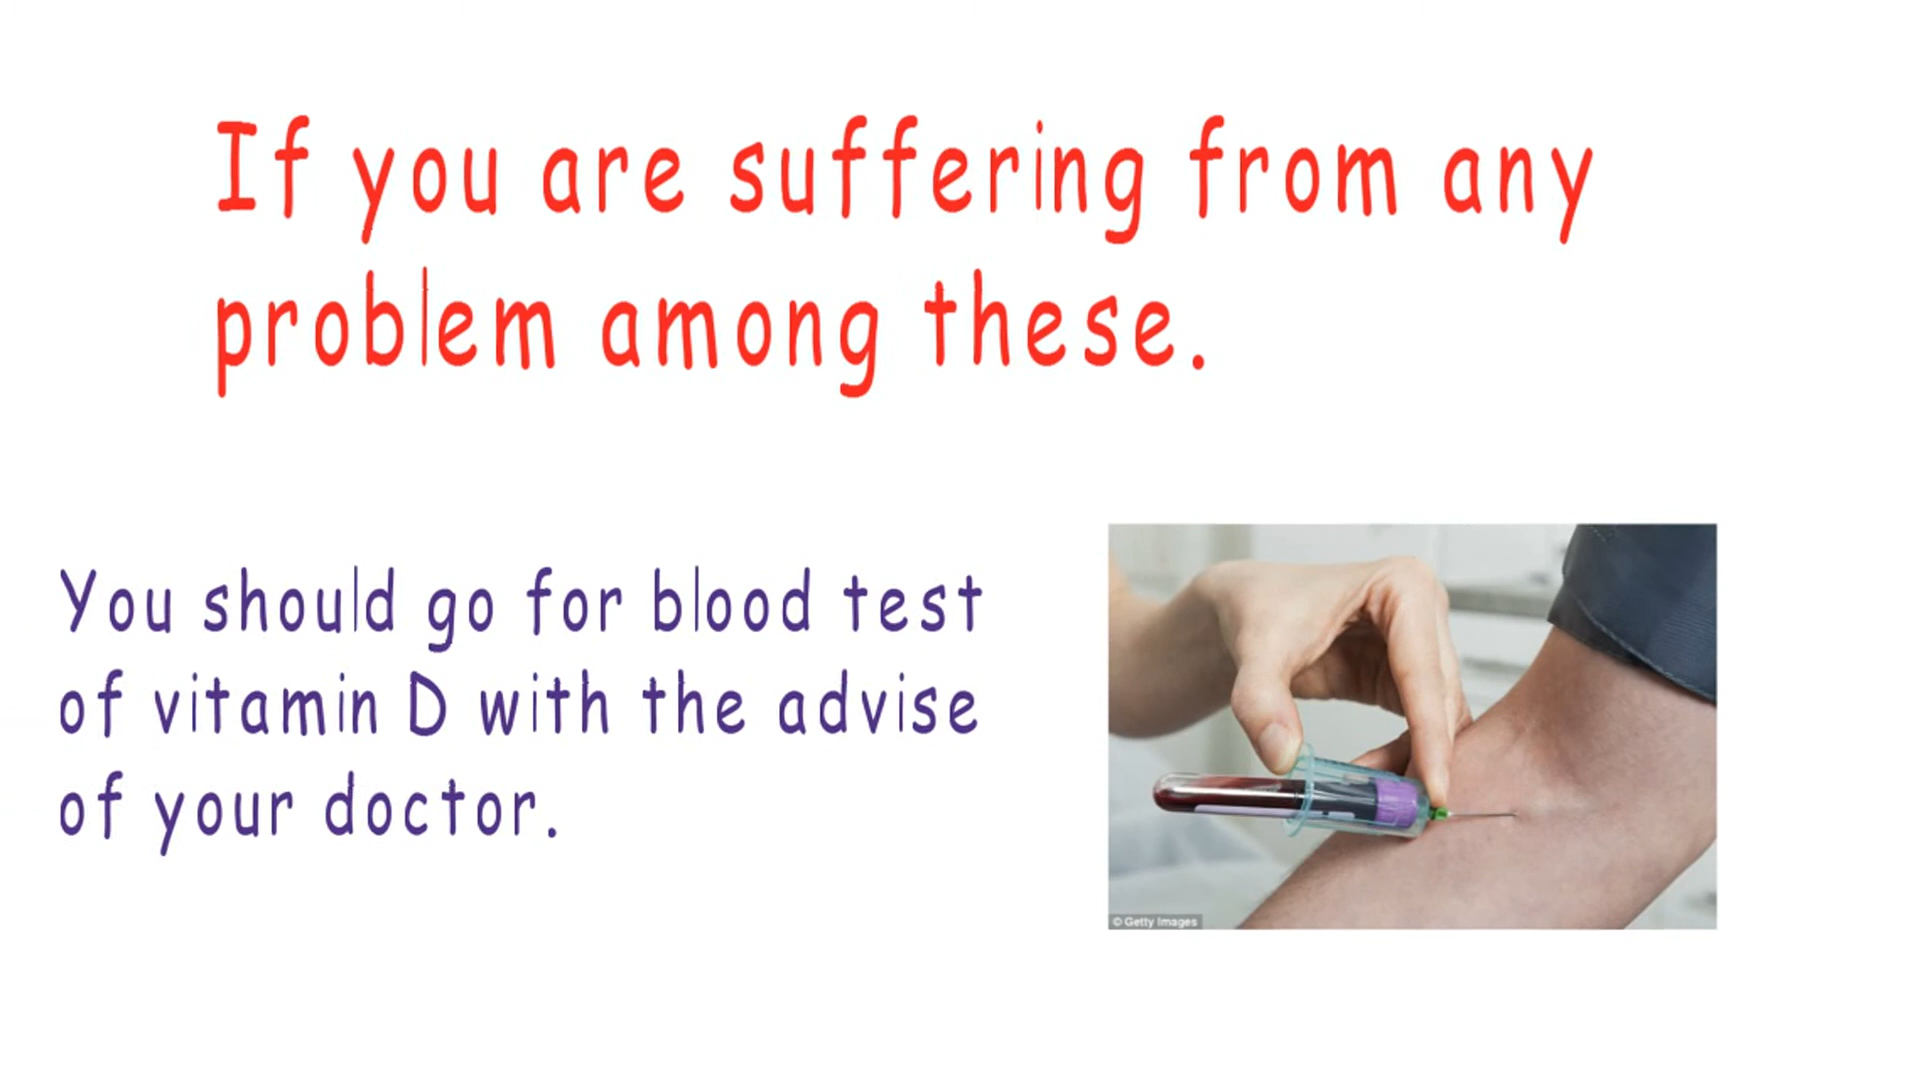 If you are suffering from any
problem among these.
You should go for blood test
of vitamin D with the advise
of your doctor.
© Getty Images